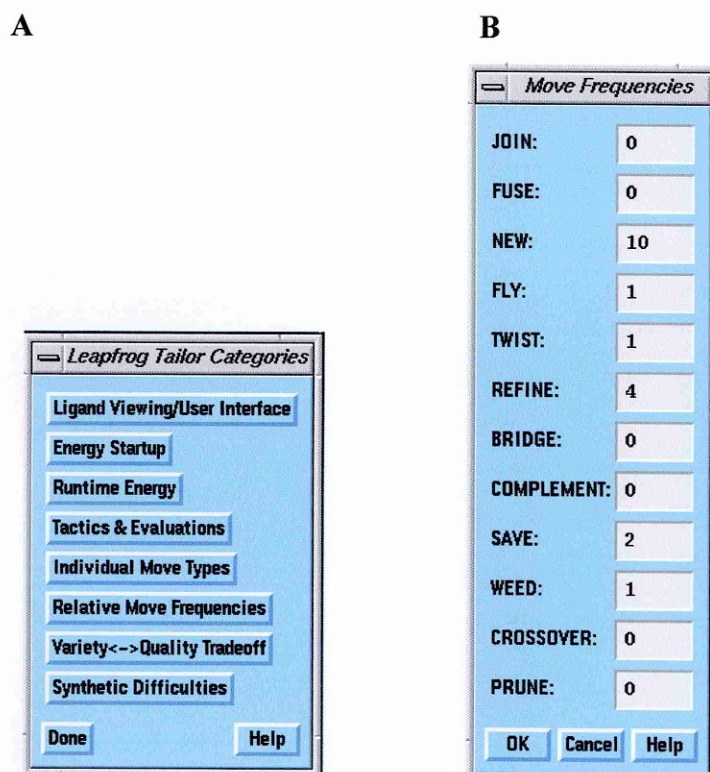 A
B
Leapfrog Tailor Categories
Ligand Viewing/User Interface
Energy Startup
Runtime Energy
Tactics & Evaluations
Individual Move Types
Relative Move Frequencies
Variety<->Quality Tradeoff
Synthetic Difficulties
Done Help
Move Frequencies
JOIN: 0
FUSE: 0
NEW: 10
FLY: 1
TWIST: 1
REFINE: 4
BRIDGE: 0
COMPLEMENT: 0
SAVE: 2
WEED: 1
CROSSOVER: 0
PRUNE: 0
OK Cancel Help